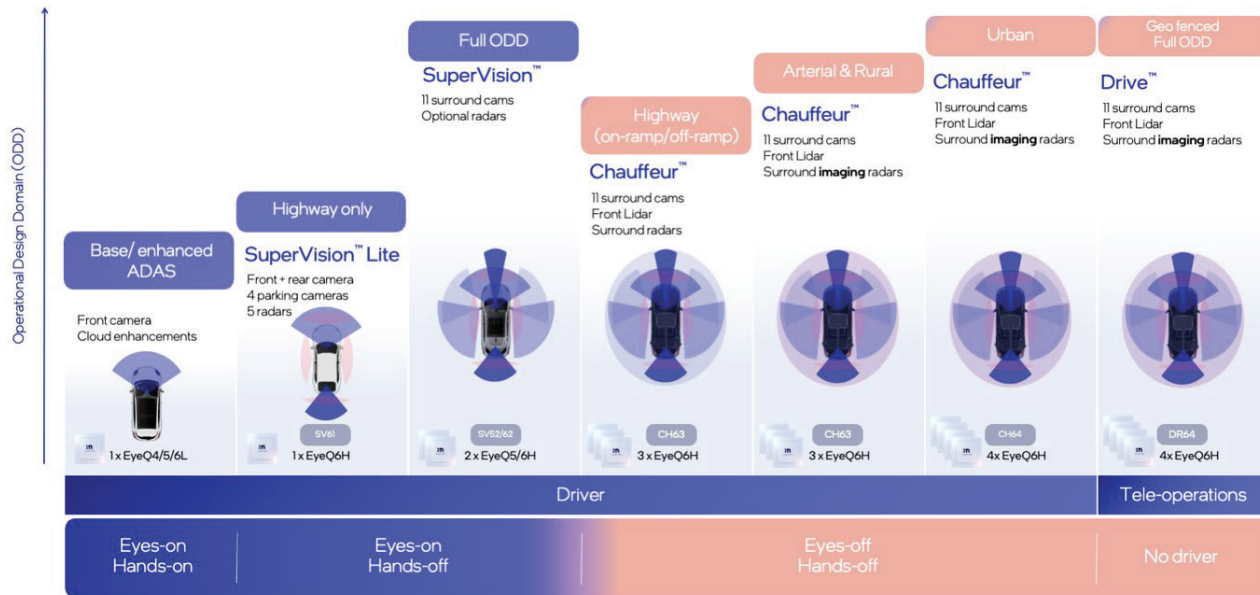 Operational Design Domain (ODD)
Base/ enhanced
ADAS
Front camera
Cloud enhancements
1 x EyeQ4/5/6L
Highway only
SuperVision™ Lite
Front + rear camera
4 parking cameras
5 radars
SV61
1 x EyeQ6H
Full ODD
SuperVision™
11 surround cams
Optional radars
SV52/62
2 x EyeQ5/6H
Highway
(on-ramp/off-ramp)
Chauffeur™
11 surround cams
Front Lidar
Surround radars
CH63
3 x EyeQ6H
Arterial & Rural
Chauffeur™
11 surround cams
Front Lidar
Surround imaging radars
CH63
3 x EyeQ6H
Urban
Chauffeur™
11 surround cams
Front Lidar
Surround imaging radars
CH64
4x EyeQ6H
Geo fenced
Full ODD
Drive™
11 surround cams
Front Lidar
Surround imaging radars
DR64
4x EyeQ6H
Driver
Tele-operations
Eyes-on
Hands-on
Eyes-on
Hands-off
Eyes-off
Hands-off
No driver